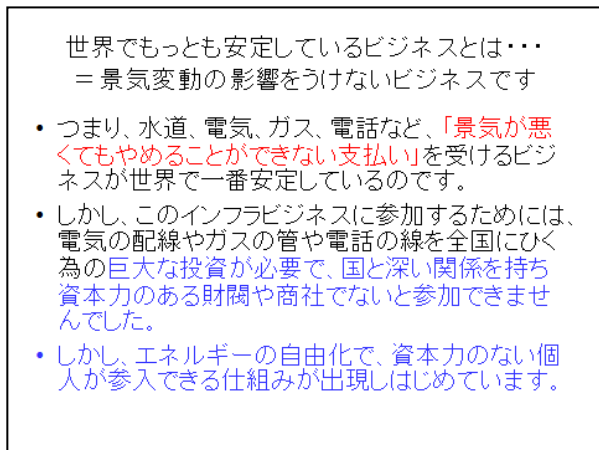 世界でもっとも安定しているビジネスとは・・・
＝景気変動の影響をうけないビジネスです
• つまり、水道、電気、ガス、電話など、「景気が悪
くてもやめることができない支払い」を受けるビジ
ネスが世界で一番安定しているのです。
• しかし、このインフラビジネスに参加するためには、
電気の配線やガスの管や電話の線を全国にひく
為の巨大な投資が必要で、国と深い関係を持ち
資本力のある財閥や商社でないと参加できませ
んでした。
• しかし、エネルギーの自由化で、資本力のない個
人が参入できる仕組みが出現しはじめています。